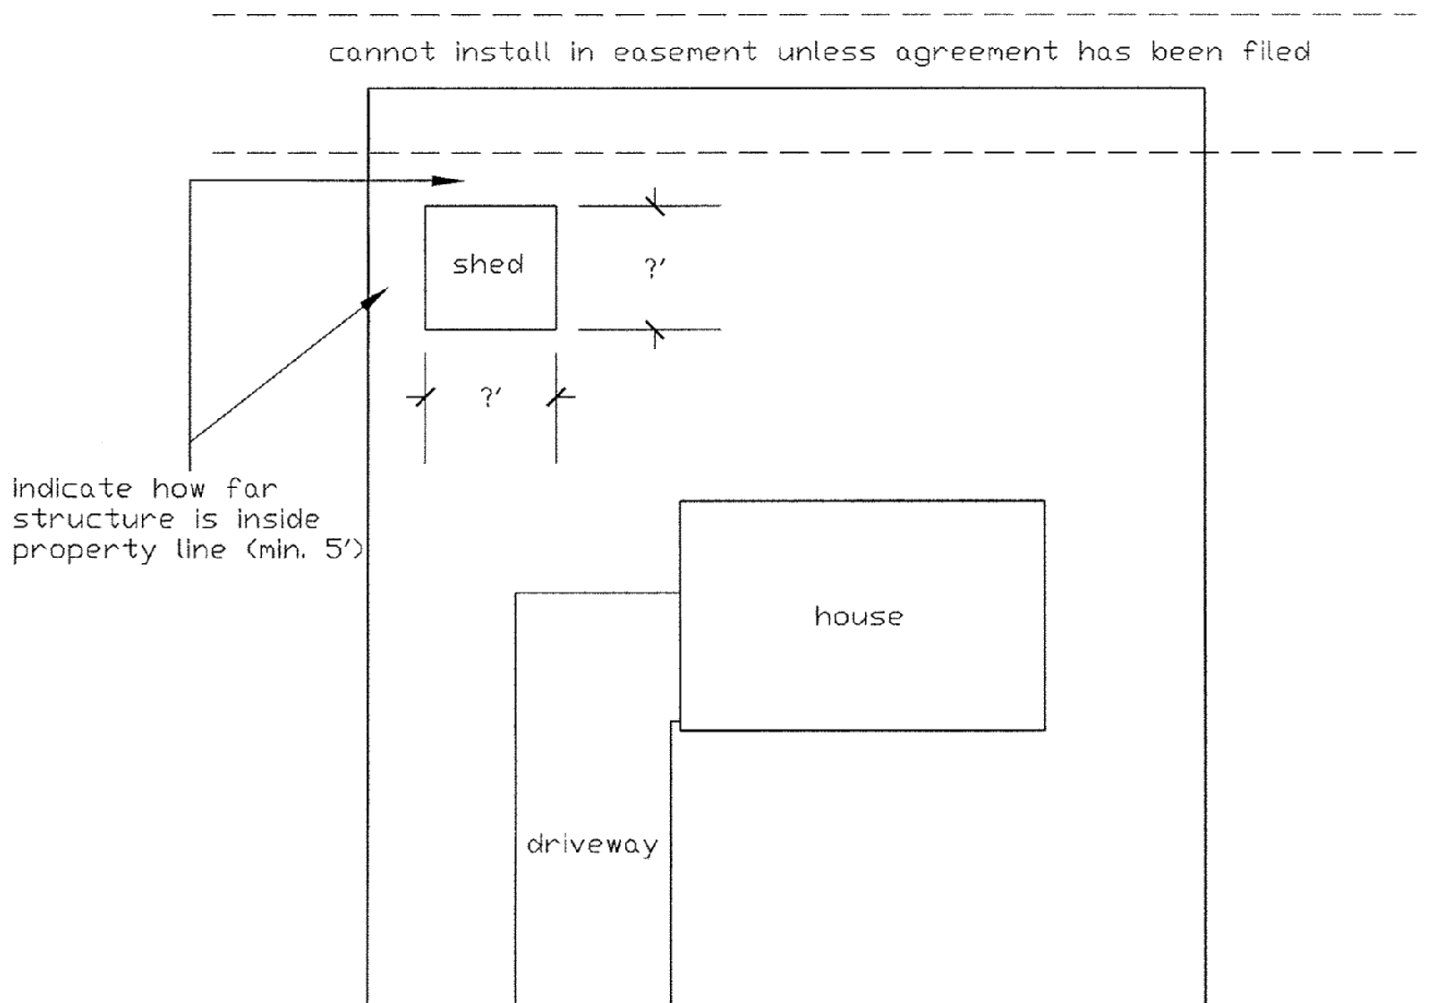 cannot install in easement unless agreement has been filed
shed
?'
?'
indicate how far
structure is inside
property line (min. 5')
house
driveway